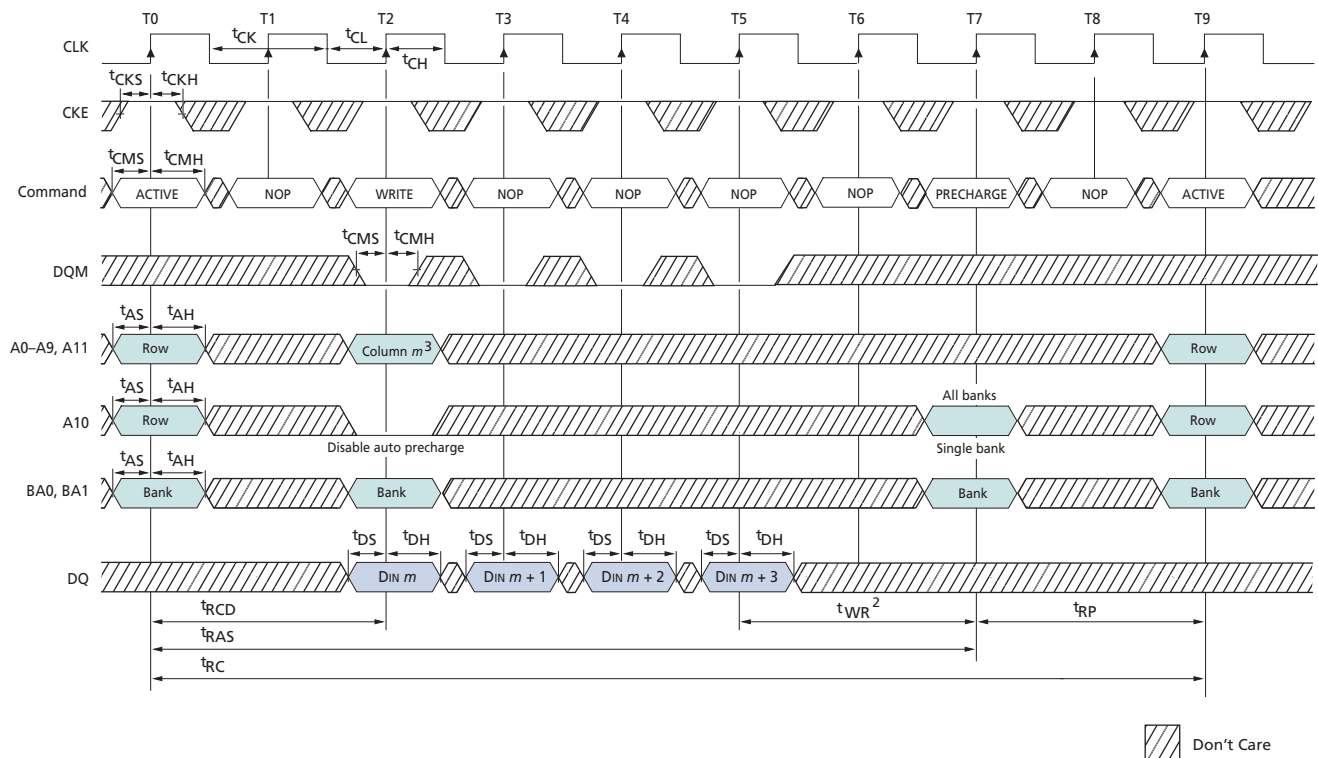 T0 T1 T2 T3 T4 T5 T6 T7 T8 T9
CLK
tCK tCL
tCH
tCKS tCKH
CKE
tCMS tCMH
Command ACTIVE NOP WRITE NOP NOP NOP NOP PRECHARGE NOP ACTIVE
tCMS tCMH
DQM
tAS tAH
A0–A9, A11 Row Column m3 Row
tAS tAH All banks
A10 Row Row
Disable auto precharge Single bank
tAS tAH
BA0, BA1 Bank Bank Bank Bank
tDS tDH tDS tDH tDS tDH tDS tDH
DQ DIN m DIN m + 1 DIN m + 2 DIN m + 3
tRCD tWR2 tRP
tRAS
tRC
Don't Care